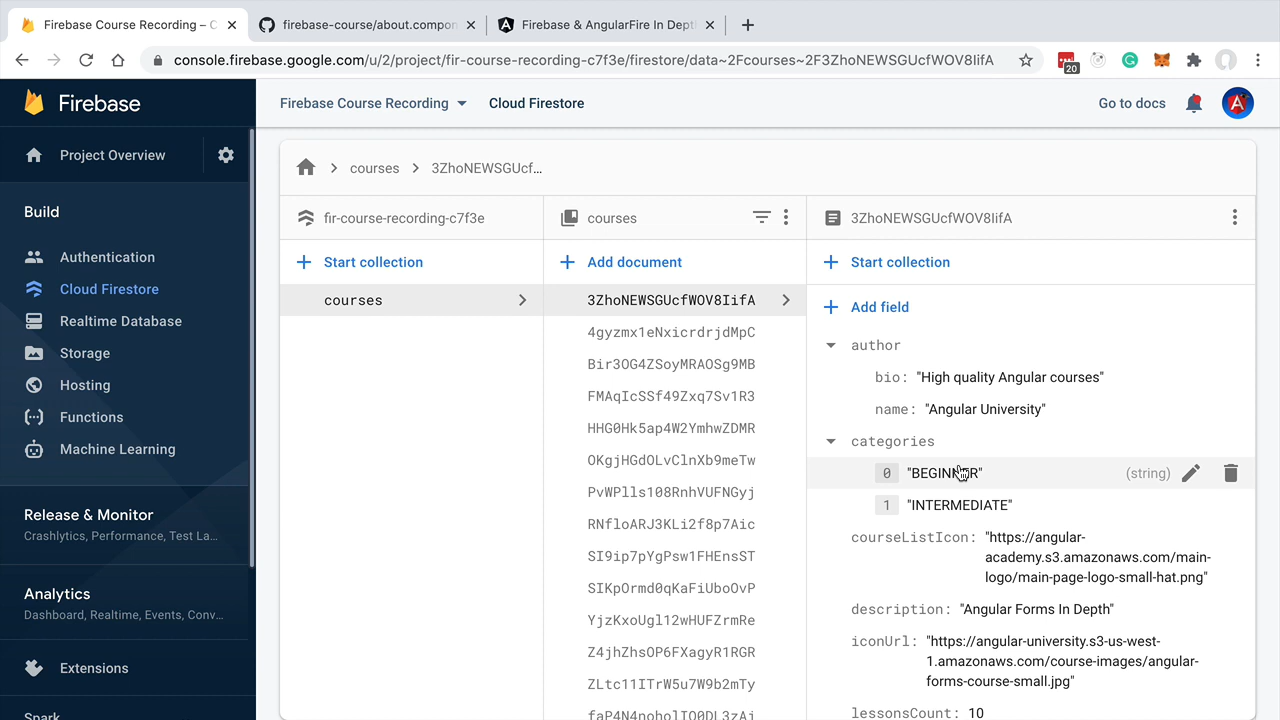 Firebase Course Recording – C
firebase-course/about.compon
Firebase & AngularFire In Dept
console.firebase.google.com/u/2/project/fir-course-recording-c7f3e/firestore/data~2Fcourses~2F3ZhoNEWSGUcfWOV8IifA
20
Firebase
Firebase Course Recording
Cloud Firestore
Go to docs
Project Overview
courses
3ZhoNEWSGUcf...
Build
fir-course-recording-c7f3e
courses
3ZhoNEWSGUcfWOV8IifA
Authentication
Start collection
Add document
Start collection
Cloud Firestore
courses
3ZhoNEWSGUcfWOV8IifA
Add field
Realtime Database
4gyzmx1eNxicrdrjdMpC
author
Storage
Bir3OG4ZSoyMRAOSg9MB
bio: "High quality Angular courses"
Hosting
FMAqIcSSf49Zxq7Sv1R3
name: "Angular University"
Functions
HHG0Hk5ap4W2YmhwZDMR
categories
Machine Learning
OKgjHGdOLvClnXb9meTw
0 "BEGINNER" (string)
PvWPlls108RnhVUFNGyj
1 "INTERMEDIATE"
Release & Monitor
RNfloARJ3KLi2f8p7Aic
courseListIcon: "https://angular-
Crashlytics, Performance, Test La...
SI9ip7pYgPsw1FHEnsST
academy.s3.amazonaws.com/main-
logo/main-page-logo-small-hat.png"
Analytics
SIKpOrmd0qKaFiUboOvP
description: "Angular Forms In Depth"
Dashboard, Realtime, Events, Conv...
YjzKxoUgl12wHUFZrmRe
iconUrl: "https://angular-university.s3-us-west-
Z4jhZhsOP6FXagyR1RGR
1.amazonaws.com/course-images/angular-
Extensions
ZLtc11ITrW5u7W9b2mTy
forms-course-small.jpg"
Spark
faP4N4noholIO0DL3zAi
lessonsCount: 10